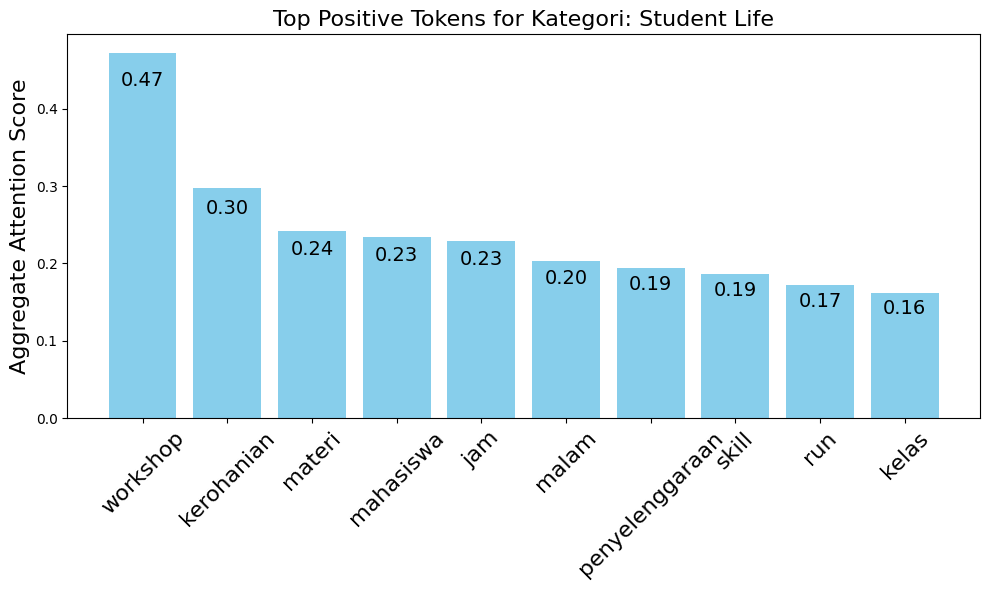 Top Positive Tokens for Kategori: Student Life
Aggregate Attention Score
0.4
0.3
0.2
0.1
0.0
0.47
0.30
0.24
0.23
0.23
0.20
0.19
0.19
0.17
0.16
workshop
kerohanian
materi
mahasiswa
jam
malam
penyelenggaraan
skill
run
kelas